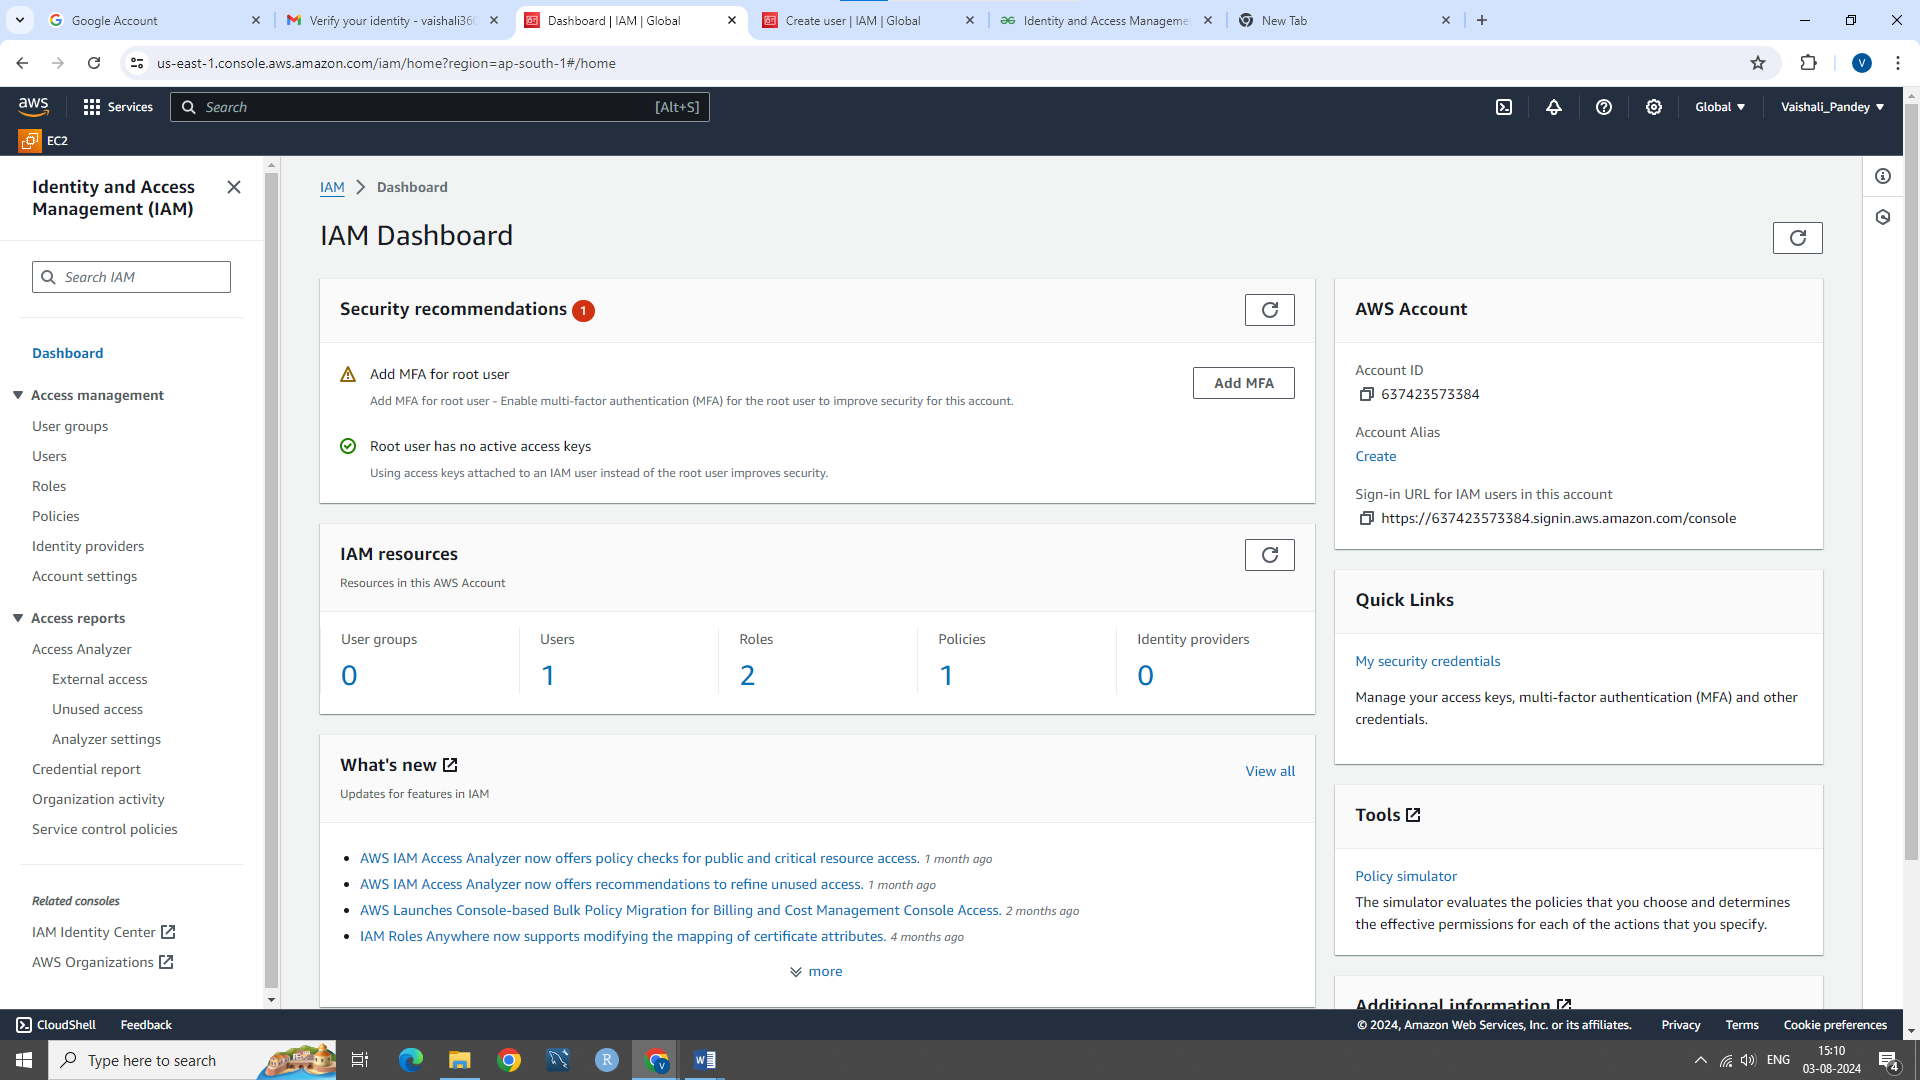 Google Account
Verify your identity - vaishali360
Dashboard | IAM | Global
Create user | IAM | Global
Identity and Access Manageme
New Tab
us-east-1.console.aws.amazon.com/iam/home?region=ap-south-1#/home
V
aws
Services
Search
[Alt+S]
Global
Vaishali_Pandey
EC2
Identity and Access
Management (IAM)
Search IAM
Dashboard
Access management
User groups
Users
Roles
Policies
Identity providers
Account settings
Access reports
Access Analyzer
External access
Unused access
Analyzer settings
Credential report
Organization activity
Service control policies
Related consoles
IAM Identity Center
AWS Organizations
IAM > Dashboard
IAM Dashboard
Security recommendations 1
Add MFA for root user
Add MFA for root user - Enable multi-factor authentication (MFA) for the root user to improve security for this account.
Add MFA
Root user has no active access keys
Using access keys attached to an IAM user instead of the root user improves security.
IAM resources
Resources in this AWS Account
User groups
0
Users
1
Roles
2
Policies
1
Identity providers
0
What's new
View all
Updates for features in IAM
AWS IAM Access Analyzer now offers policy checks for public and critical resource access. 1 month ago
AWS IAM Access Analyzer now offers recommendations to refine unused access. 1 month ago
AWS Launches Console-based Bulk Policy Migration for Billing and Cost Management Console Access. 2 months ago
IAM Roles Anywhere now supports modifying the mapping of certificate attributes. 4 months ago
more
AWS Account
Account ID
637423573384
Account Alias
Create
Sign-in URL for IAM users in this account
https://637423573384.signin.aws.amazon.com/console
Quick Links
My security credentials
Manage your access keys, multi-factor authentication (MFA) and other
credentials.
Tools
Policy simulator
The simulator evaluates the policies that you choose and determines
the effective permissions for each of the actions that you specify.
Additional information
CloudShell
Feedback
© 2024, Amazon Web Services, Inc. or its affiliates.
Privacy
Terms
Cookie preferences
Type here to search
R
V
W
ENG
15:10
03-08-2024
4